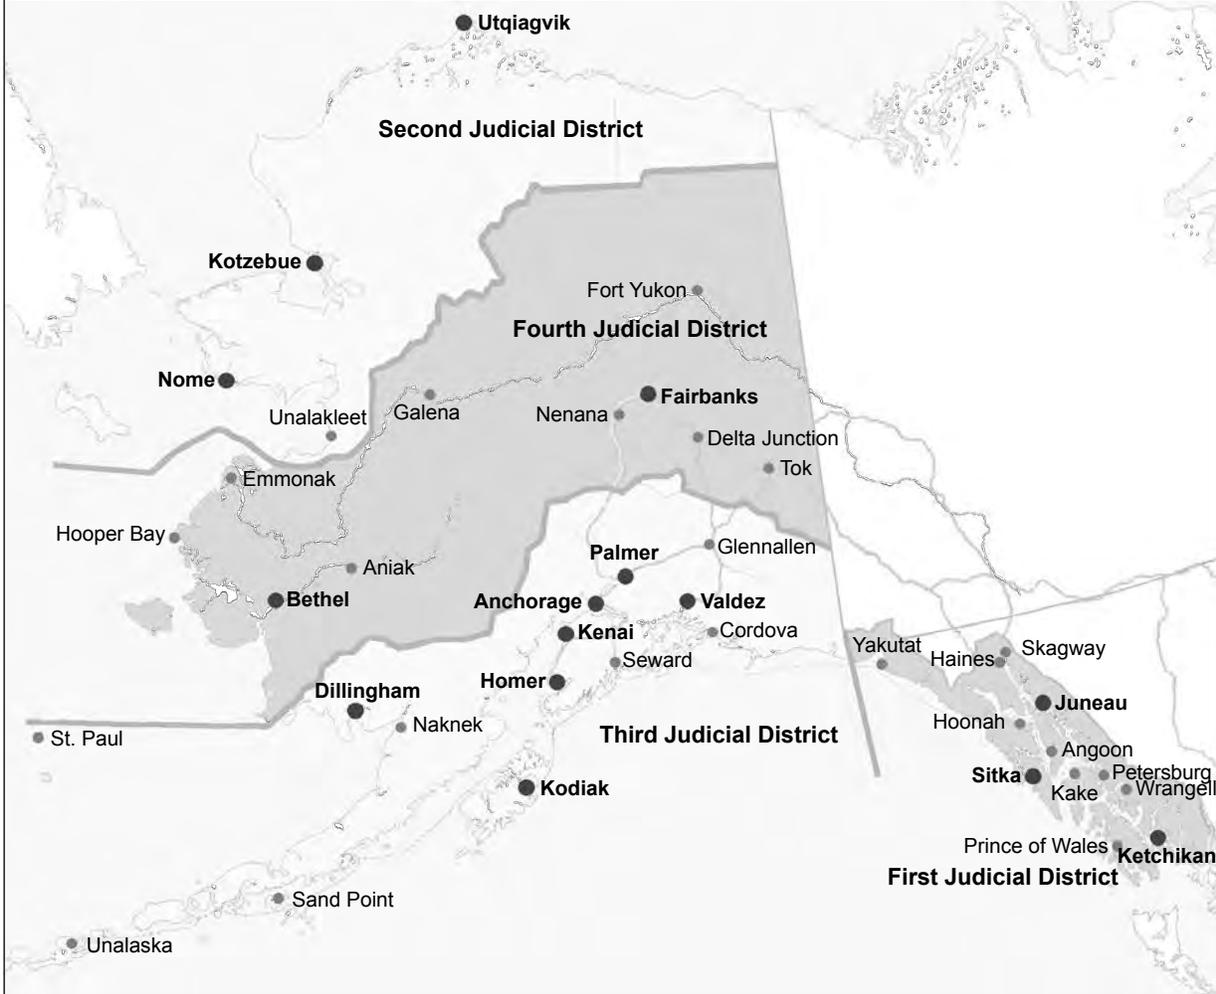 Utqiagvik
Second Judicial District
Kotzebue
Fort Yukon
Fourth Judicial District
Nome
Unalakleet
Galena
Nenana
Fairbanks
Delta Junction
Tok
Emmonak
Hooper Bay
Aniak
Bethel
Palmer
Glennallen
Anchorage
Valdez
Kenai
Cordova
Seward
Homer
Dillingham
Naknek
St. Paul
Third Judicial District
Kodiak
Sand Point
Unalaska
Yakutat
Haines
Skagway
Juneau
Hoonah
Angoon
Sitka
Kake
Petersburg
Wrangell
Prince of Wales
Ketchikan
First Judicial District